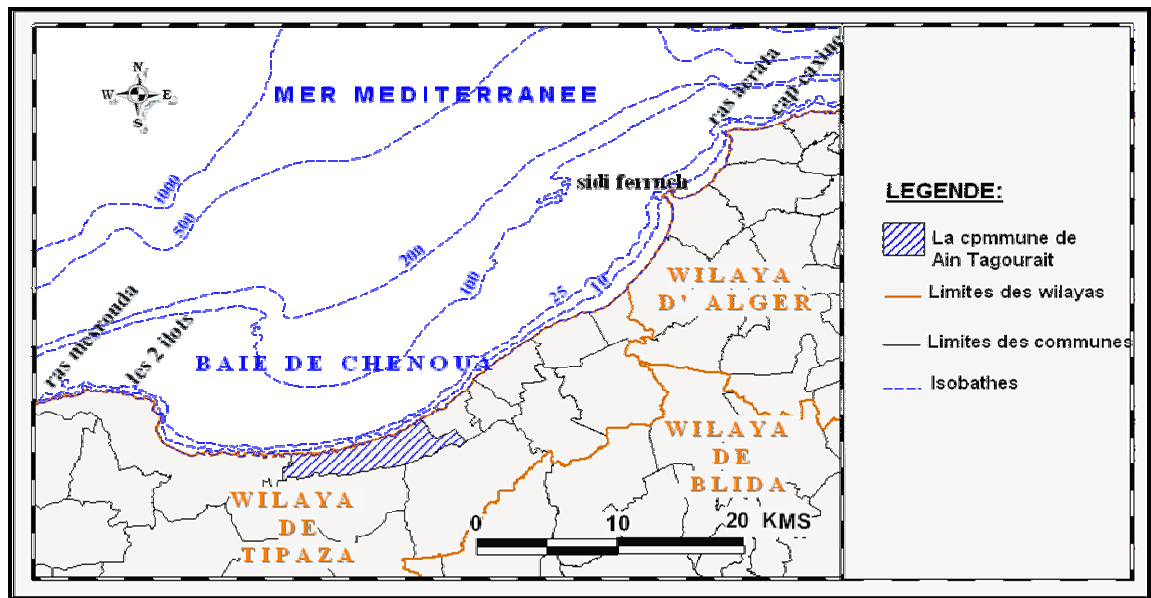 N
W E
S
MER MEDITERRANEE
ras acrata
cap caxine
1000
500
200
100
25
10
sidi ferrueh
ras mesrouda
les 2 ilots
BAIE DE CHENOUA
WILAYA
D' ALGER
WILAYA
DE
BLIDA
WILAYA
DE
TIPAZA
0 10 20 KMS
LEGENDE:
La cpmmune de
Ain Tagourait
Limites des wilayas
Limites des communes
Isobathes